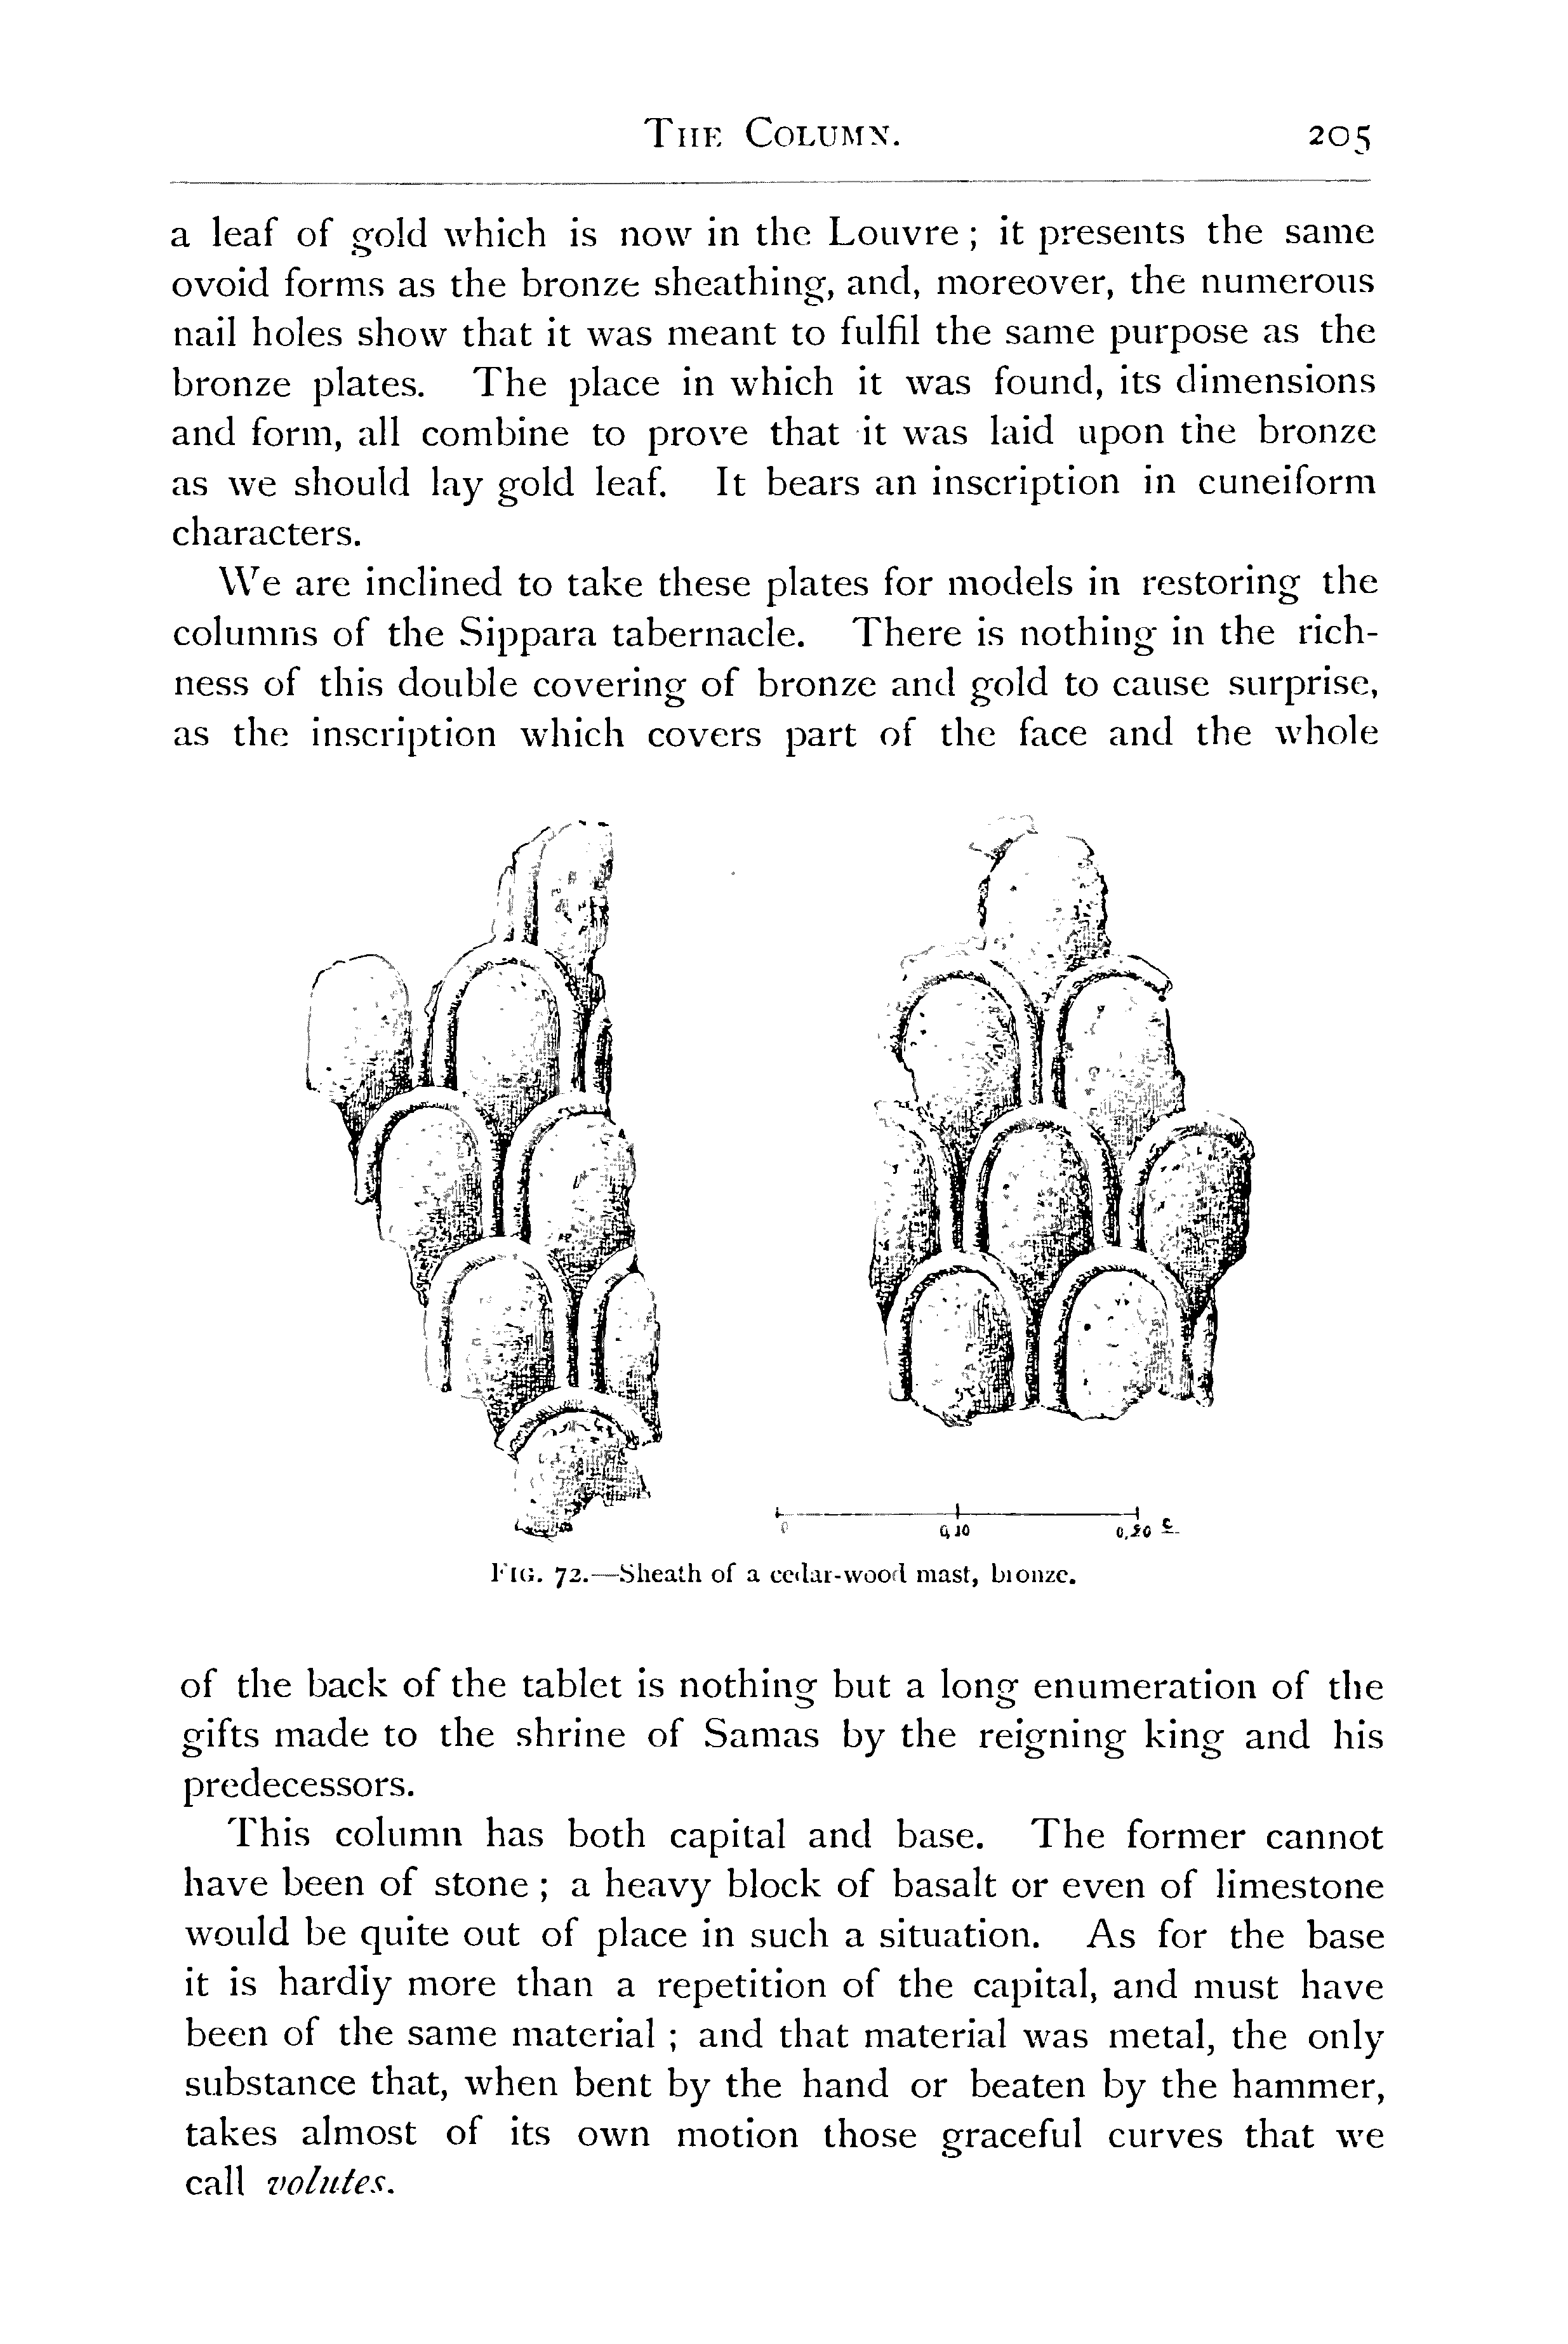 THE COLUMN. 205
a leaf of gold which is now in the Louvre; it presents the same
ovoid forms as the bronze sheathing, and, moreover, the numerous
nail holes show that it was meant to fulfil the same purpose as the
bronze plates. The place in which it was found, its dimensions
and form, all combine to prove that it was laid upon the bronze
as we should lay gold leaf. It bears an inscription in cuneiform
characters.
We are inclined to take these plates for models in restoring the
columns of the Sippara tabernacle. There is nothing in the rich-
ness of this double covering of bronze and gold to cause surprise,
as the inscription which covers part of the face and the whole
0 0,10 0,20 c.
FIG. 72.—Sheath of a cedar-wood mast, bronze.
of the back of the tablet is nothing but a long enumeration of the
gifts made to the shrine of Samas by the reigning king and his
predecessors.
This column has both capital and base. The former cannot
have been of stone; a heavy block of basalt or even of limestone
would be quite out of place in such a situation. As for the base
it is hardly more than a repetition of the capital, and must have
been of the same material; and that material was metal, the only
substance that, when bent by the hand or beaten by the hammer,
takes almost of its own motion those graceful curves that we
call volutes.